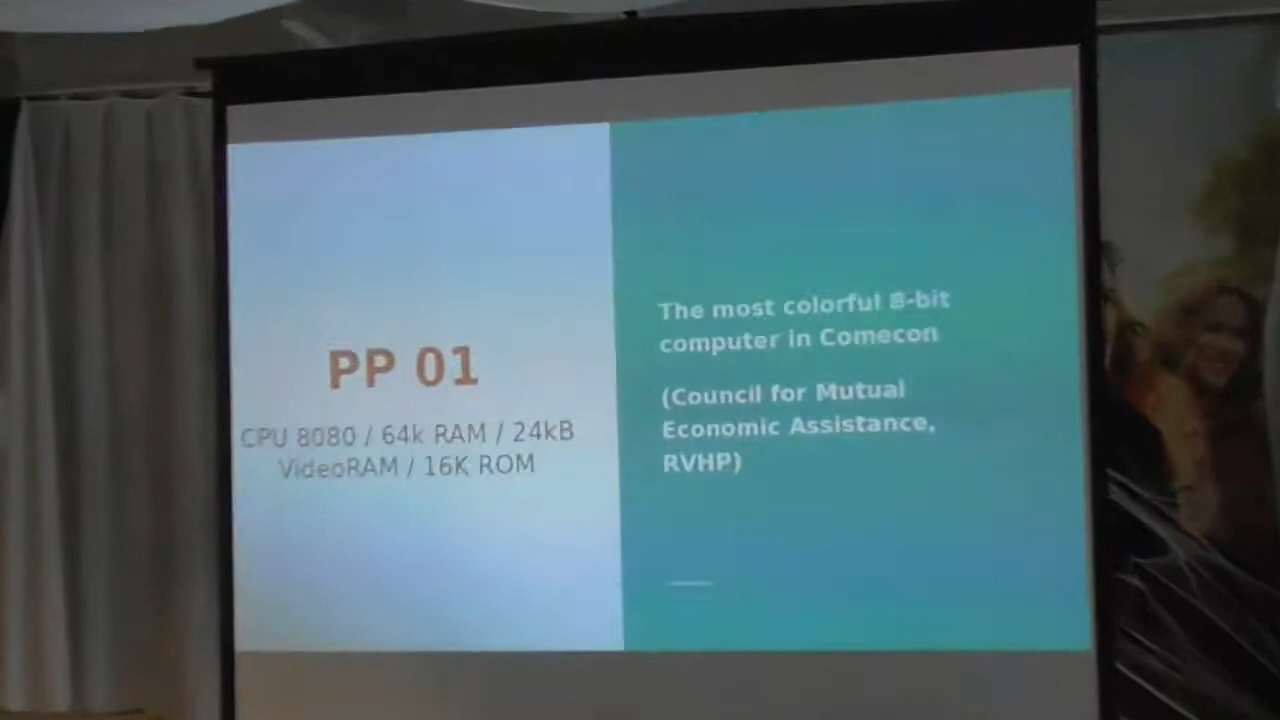 PP 01
CPU 8080 / 64k RAM / 24kB
VideoRAM / 16K ROM
The most colorful 8-bit
computer in Comecon
(Council for Mutual
Economic Assistance,
RVHP)